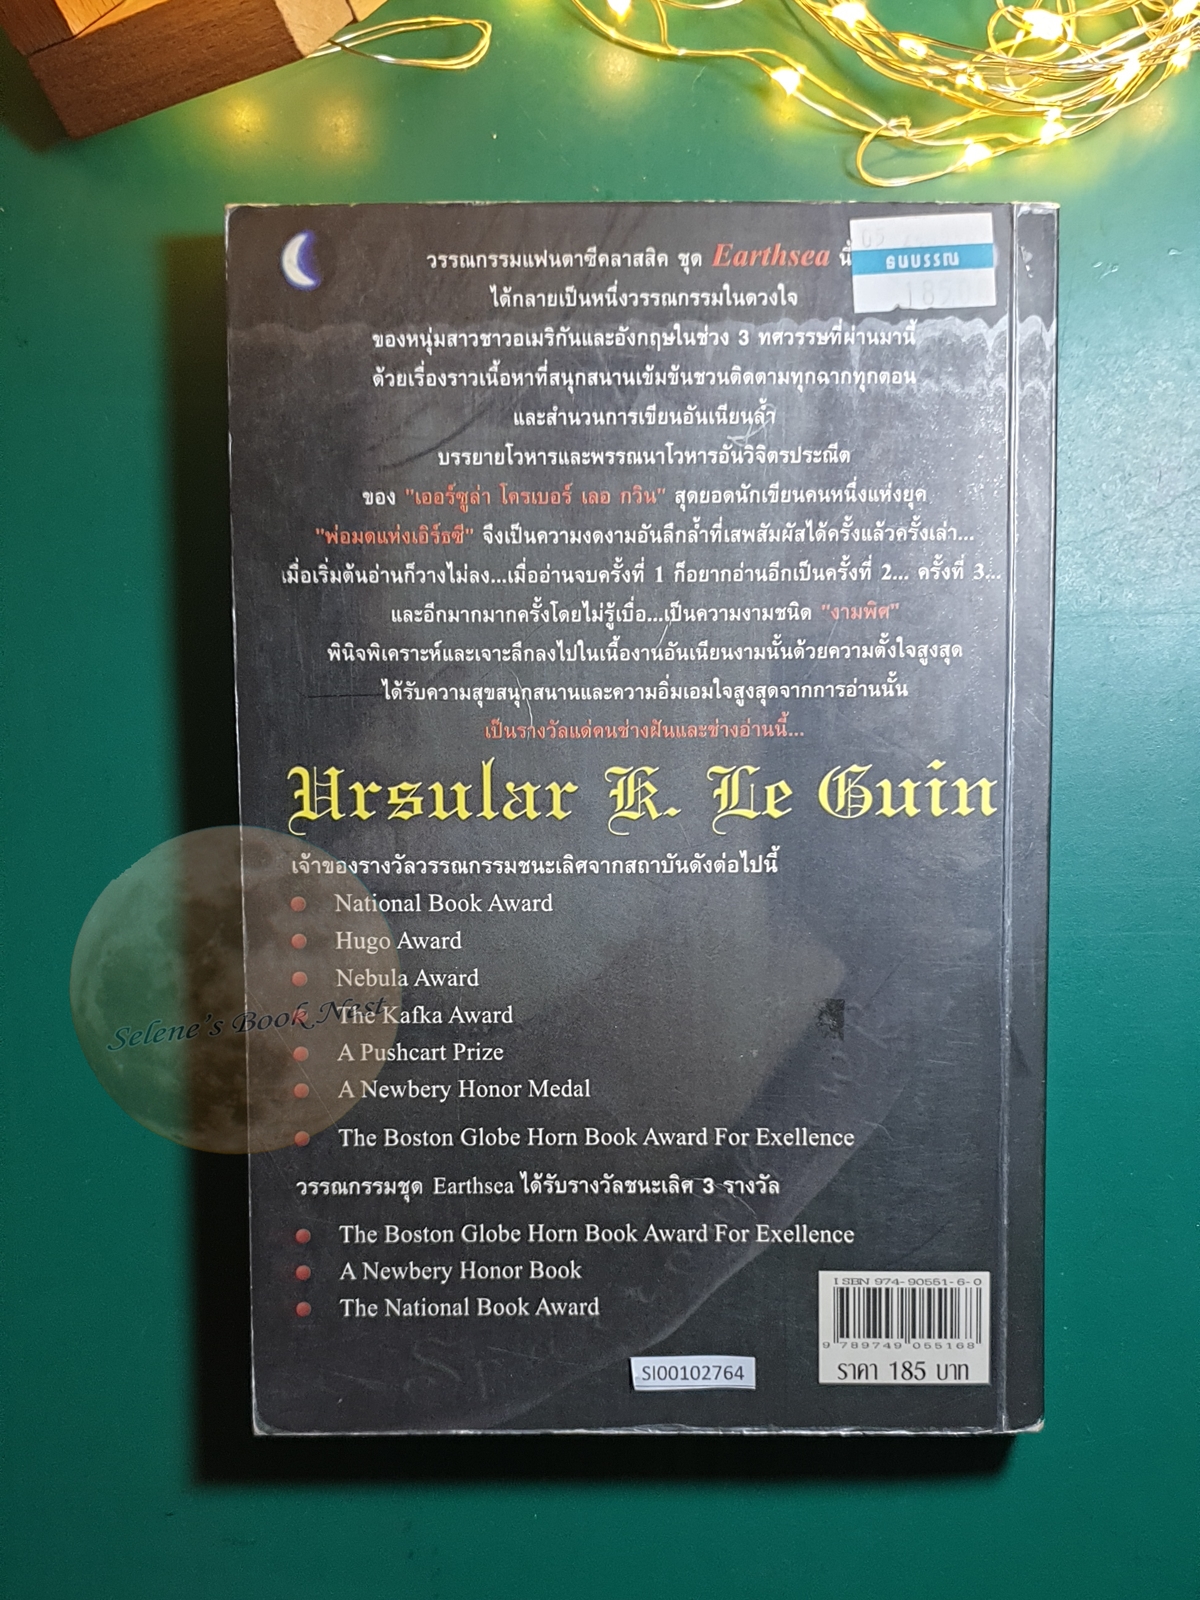 วรรณกรรมแฟนตาซีคลาสสิค ชุด Earthsea นี้
ธนบรรณ
ได้กลายเป็นหนึ่งวรรณกรรมในดวงใจ
ของหนุ่มสาวชาวอเมริกันและอังกฤษในช่วง 3 ทศวรรษที่ผ่านมานี้
ด้วยเรื่องราวเนื้อหาที่สนุกสนานเข้มข้นชวนติดตามทุกฉากทุกตอน
และสำนวนการเขียนอันเนียนล้ำ
บรรยายโวหารและพรรณนาโวหารอันวิจิตรประณีต
ของ "เออร์ซูล่า โครเบอร์ เลอ กวิน" สุดยอดนักเขียนคนหนึ่งแห่งยุค
"พ่อมดแห่งเอิร์ธซี" จึงเป็นความงดงามอันลึกล้ำที่เสพสัมผัสได้ครั้งแล้วครั้งเล่า...
เมื่อเริ่มต้นอ่านก็วางไม่ลง...เมื่ออ่านจบครั้งที่ 1 ก็อยากอ่านอีกเป็นครั้งที่ 2... ครั้งที่ 3...
และอีกมากมากครั้งโดยไม่รู้เบื่อ...เป็นความงามชนิด "งามพิศ"
พินิจพิเคราะห์และเจาะลึกลงไปในเนื้องานอันเนียนงามนั้นด้วยความตั้งใจสูงสุด
ได้รับความสุขสนุกสนานและความอิ่มเอมใจสูงสุดจากการอ่านนั้น
เป็นรางวัลแด่คนช่างฝันและช่างอ่านนี้...
Ursular K. Le Guin
เจ้าของรางวัลวรรณกรรมชนะเลิศจากสถาบันดังต่อไปนี้
National Book Award
Hugo Award
Nebula Award
The Kafka Award
Selene's Book Nest
A Pushcart Prize
A Newbery Honor Medal
The Boston Globe Horn Book Award For Exellence
วรรณกรรมชุด Earthsea ได้รับรางวัลชนะเลิศ 3 รางวัล
The Boston Globe Horn Book Award For Exellence
A Newbery Honor Book
The National Book Award
ISBN 974-90551-6-0
9 789749 055168
ราคา 185 บาท
SI00102764